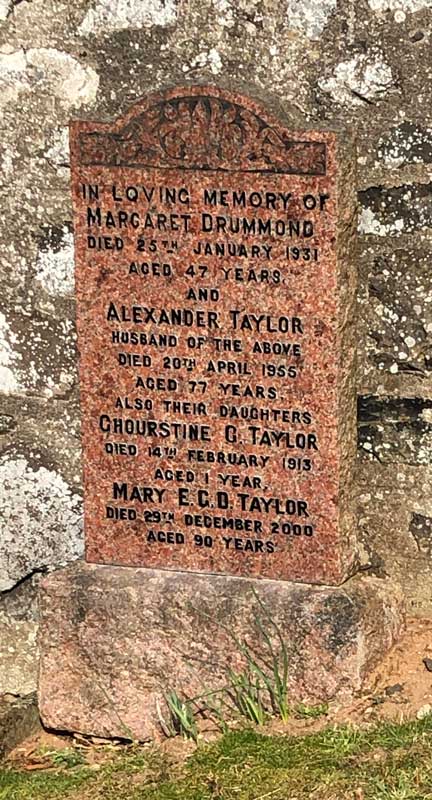 IN LOVING MEMORY OF
MARGARET DRUMMOND
DIED 25TH JANUARY 1931
AGED 47 YEARS.
AND
ALEXANDER TAYLOR
HUSBAND OF THE ABOVE
DIED 20TH APRIL 1955
AGED 77 YEARS.
ALSO THEIR DAUGHTERS
CHOURSTINE G. TAYLOR
DIED 14TH FEBRUARY 1913
AGED 1 YEAR.
MARY E.G.D. TAYLOR
DIED 29TH DECEMBER 2000
AGED 90 YEARS